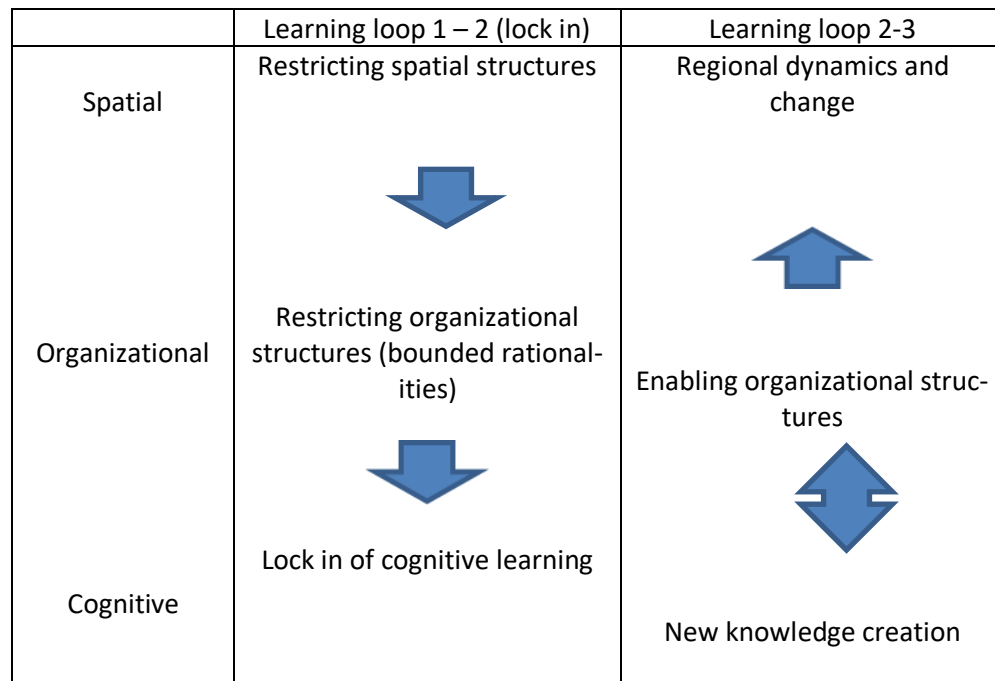 Learning loop 1 – 2 (lock in)
Learning loop 2-3
Spatial
Restricting spatial structures
Regional dynamics and
change
Organizational
Restricting organizational
structures (bounded rational-
ities)
Enabling organizational struc-
tures
Cognitive
Lock in of cognitive learning
New knowledge creation